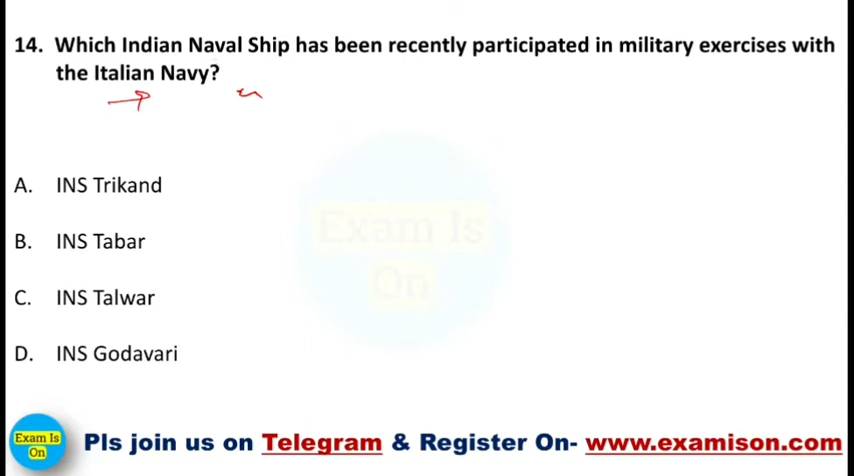 14. Which Indian Naval Ship has been recently participated in military exercises with
the Italian Navy?
A. INS Trikand
Exam Is
On
B. INS Tabar
C. INS Talwar
D. INS Godavari
Exam Is
On
Pls join us on Telegram & Register On- www.examison.com